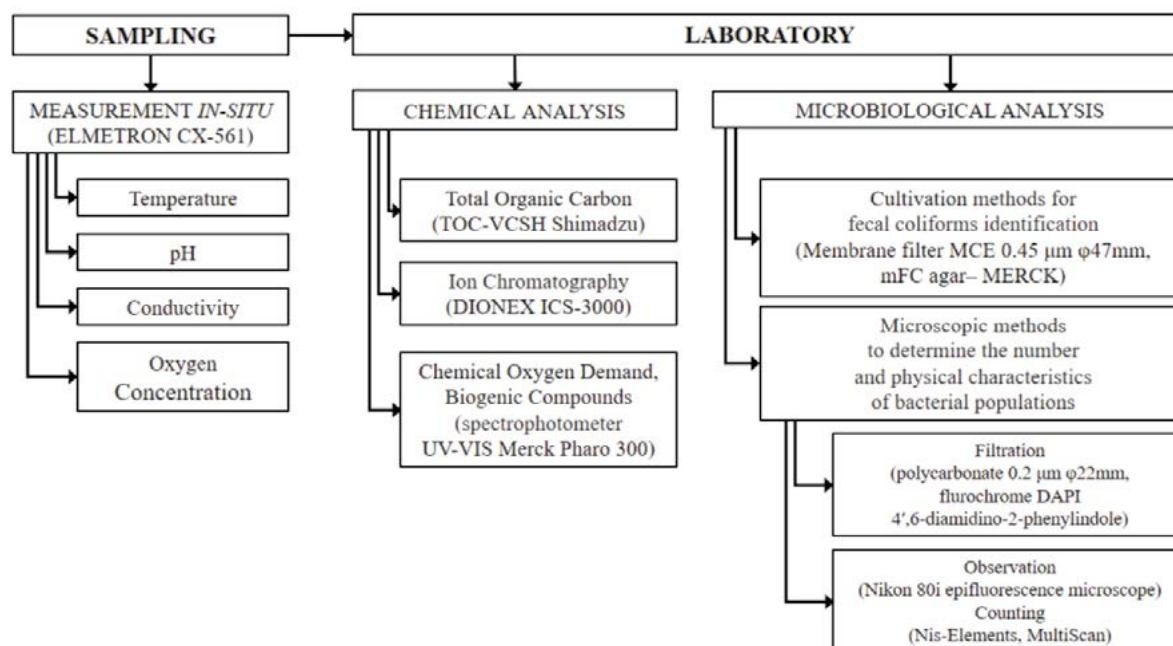 SAMPLING
LABORATORY
MEASUREMENT IN-SITU
(ELMETRON CX-561)
Temperature
pH
Conductivity
Oxygen
Concentration
CHEMICAL ANALYSIS
Total Organic Carbon
(TOC-VCSH Shimadzu)
Ion Chromatography
(DIONEX ICS-3000)
Chemical Oxygen Demand,
Biogenic Compounds
(spectrophotometer
UV-VIS Merck Pharo 300)
MICROBIOLOGICAL ANALYSIS
Cultivation methods for
fecal coliforms identification
(Membrane filter MCE 0.45 μm φ47mm,
mFC agar– MERCK)
Microscopic methods
to determine the number
and physical characteristics
of bacterial populations
Filtration
(polycarbonate 0.2 μm φ22mm,
flurochrome DAPI
4′,6-diamidino-2-phenylindole)
Observation
(Nikon 80i epifluorescence microscope)
Counting
(Nis-Elements, MultiScan)